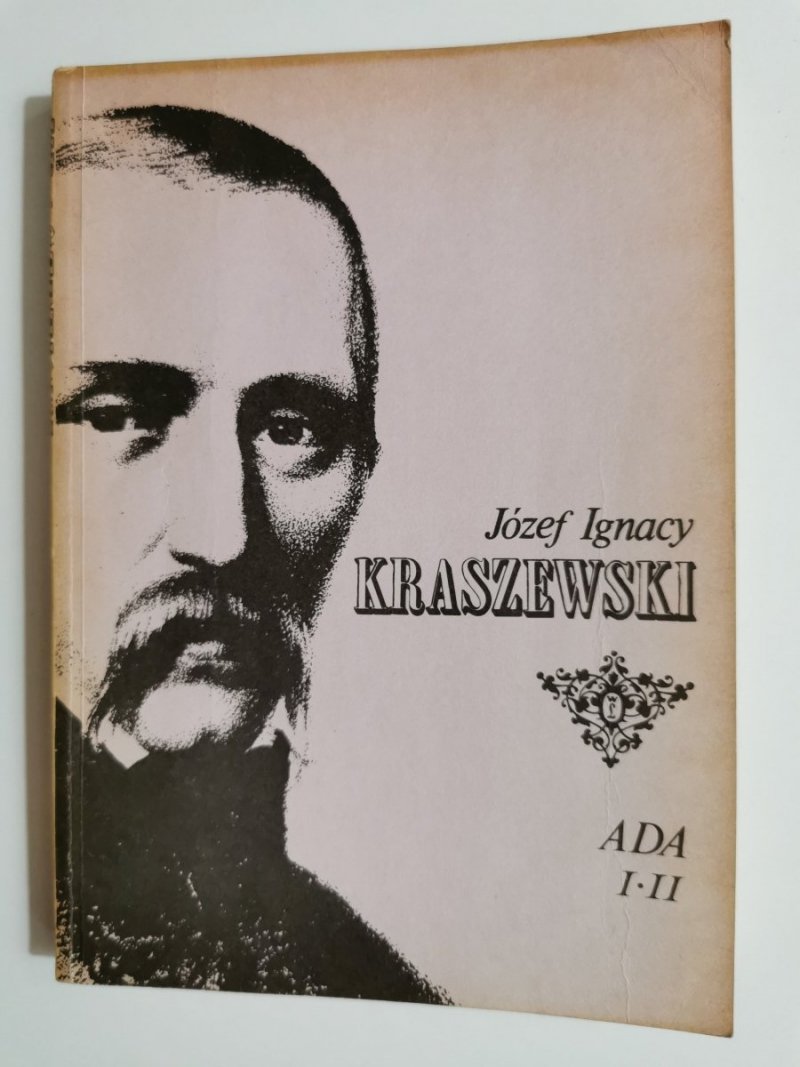 Józef Ignacy
KRASZEWSKI
ADA
I•II